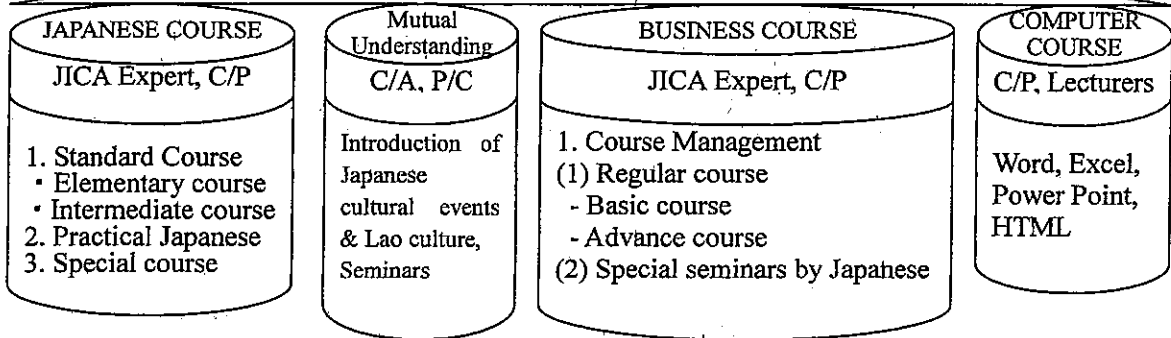 JAPANESE COURSE
JICA Expert, C/P
1. Standard Course
・Elementary course
・Intermediate course
2. Practical Japanese
3. Special course
Mutual
Understanding
C/A, P/C
Introduction of
Japanese
cultural events
& Lao culture,
Seminars
BUSINESS COURSE
JICA Expert, C/P
1. Course Management
(1) Regular course
- Basic course
- Advance course
(2) Special seminars by Japanese
COMPUTER
COURSE
C/P, Lecturers
Word, Excel,
Power Point,
HTML